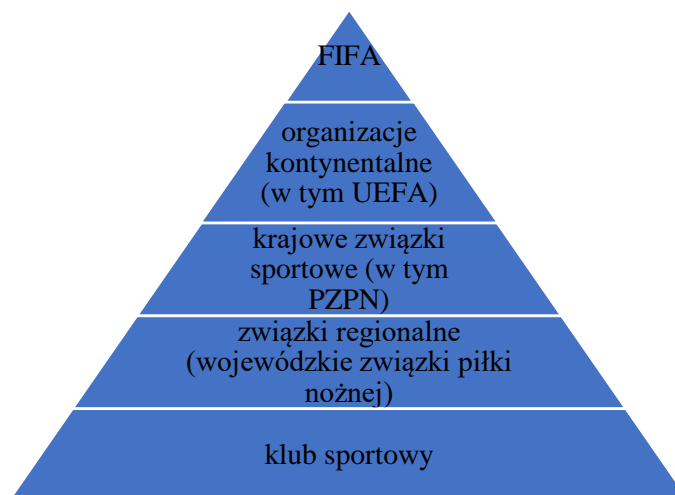 FIFA
organizacje
kontynentalne
(w tym UEFA)
krajowe związki
sportowe (w tym
PZPN)
związki regionalne
(wojewódzkie związki piłki
nożnej)
klub sportowy